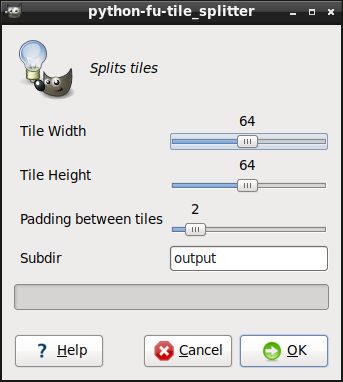 python-fu-tile_splitter
Splits tiles
64
Tile Width
64
Tile Height
2
Padding between tiles
Subdir
output
? Help
Cancel
OK